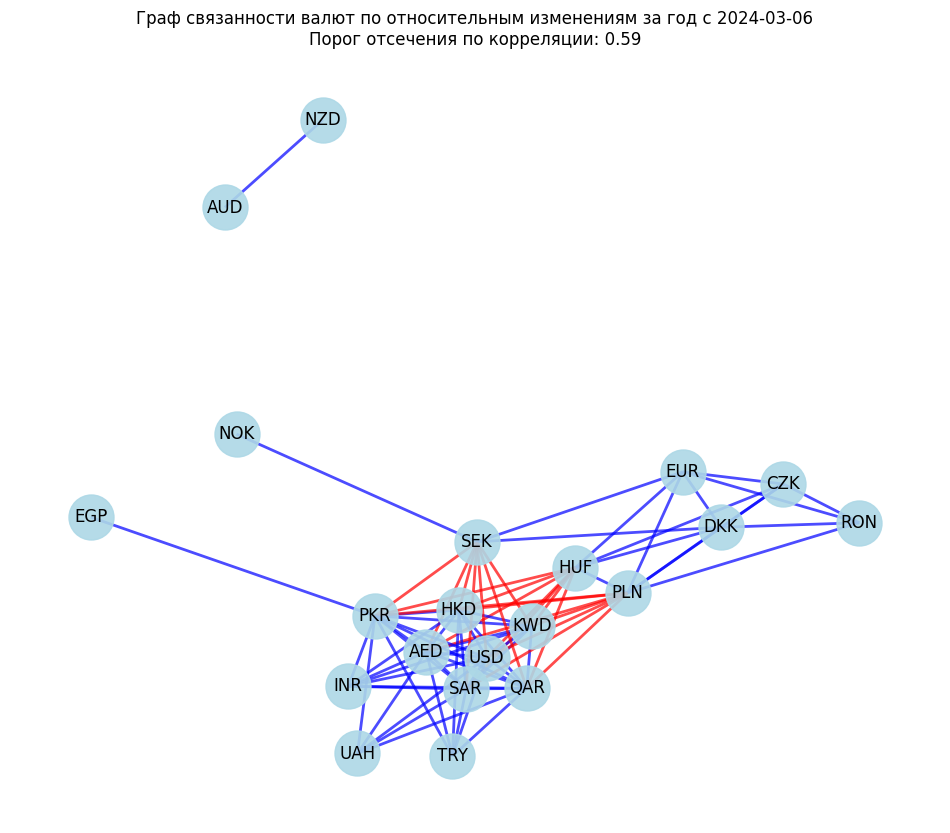 Граф связанности валют по относительным изменениям за год с 2024-03-06
Порог отсечения по корреляции: 0.59
NZD
AUD
NOK
EUR
CZK
EGP
DKK
RON
SEK
HUF
PLN
PKR
HKD
KWD
AED
USD
INR
SAR
QAR
UAH
TRY